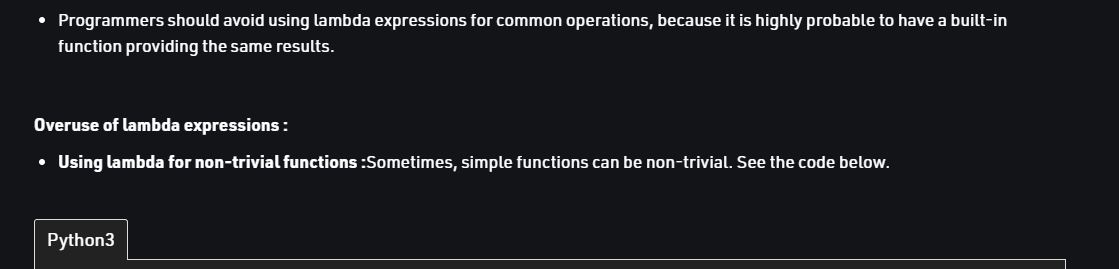 • Programmers should avoid using lambda expressions for common operations, because it is highly probable to have a built-in
function providing the same results.
Overuse of lambda expressions :
• Using lambda for non-trivial functions :Sometimes, simple functions can be non-trivial. See the code below.
Python3